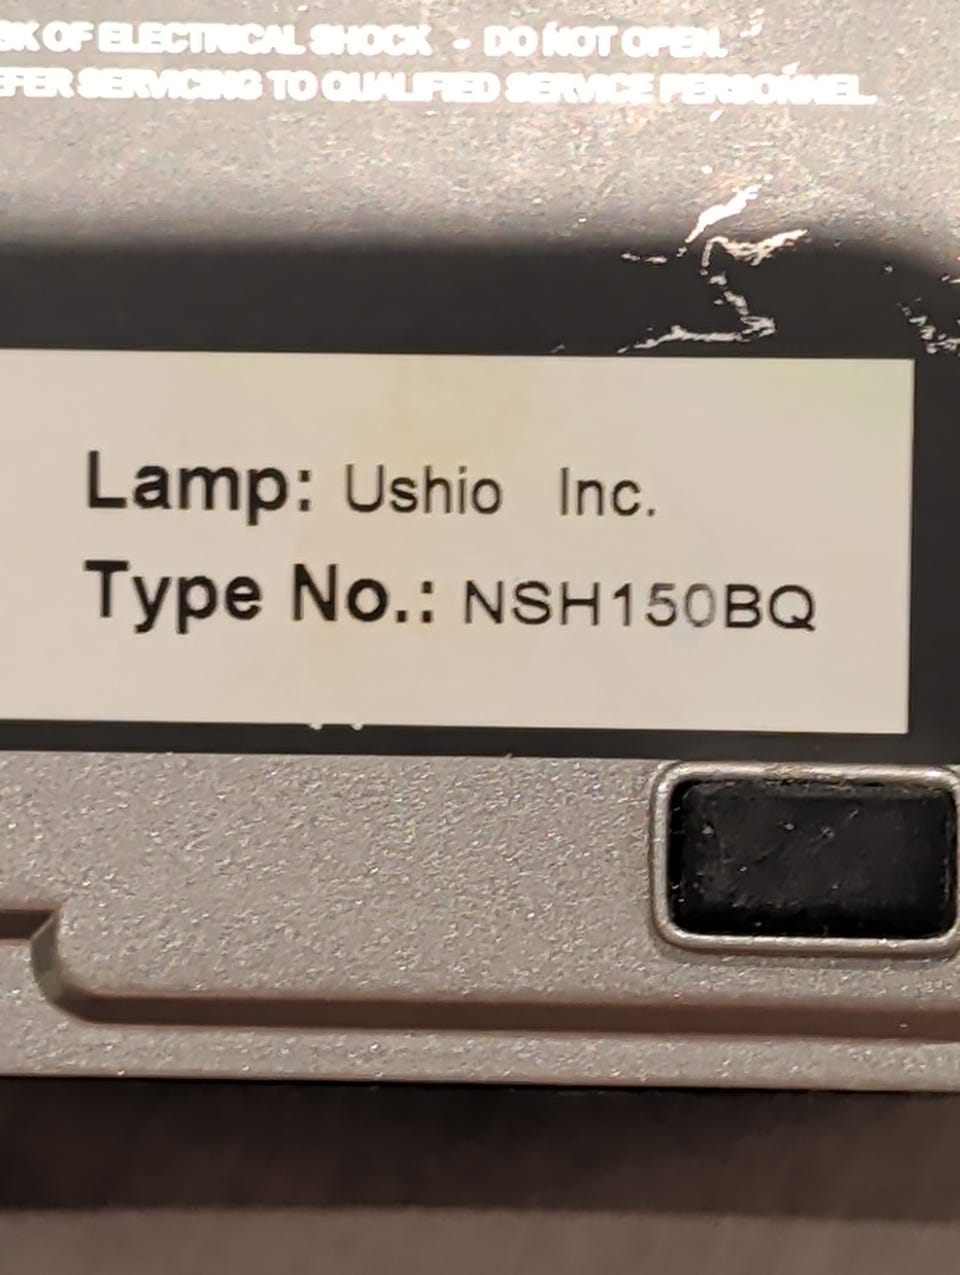 OF ELECTRICAL SHOCK - DO NOT OPEN.
SERVICING TO QUALIFIED SERVICE PERSONNEL.
Lamp: Ushio Inc.
Type No.: NSH150BQ